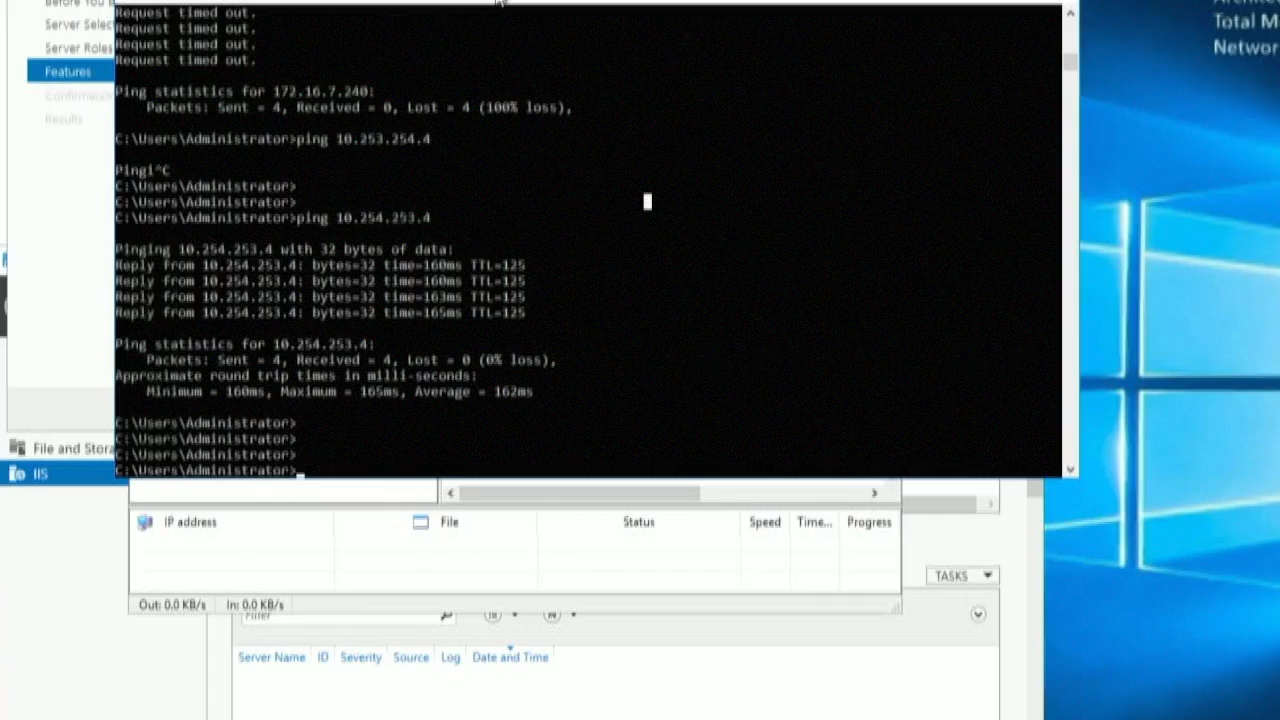 Before You B
Server Selec
Server Roles
Features
Confirmation
Results
Request timed out.
Request timed out.
Request timed out.
Request timed out.
Ping statistics for 172.16.7.240:
Packets: Sent = 4, Received = 0, Lost = 4 (100% loss),
C:\Users\Administrator>ping 10.253.254.4
Pingi^C
C:\Users\Administrator>
C:\Users\Administrator>
C:\Users\Administrator>ping 10.254.253.4
Pinging 10.254.253.4 with 32 bytes of data:
Reply from 10.254.253.4: bytes=32 time=160ms TTL=125
Reply from 10.254.253.4: bytes=32 time=160ms TTL=125
Reply from 10.254.253.4: bytes=32 time=163ms TTL=125
Reply from 10.254.253.4: bytes=32 time=165ms TTL=125
Ping statistics for 10.254.253.4:
Packets: Sent = 4, Received = 4, Lost = 0 (0% loss),
Approximate round trip times in milli-seconds:
Minimum = 160ms, Maximum = 165ms, Average = 162ms
C:\Users\Administrator>
C:\Users\Administrator>
C:\Users\Administrator>
C:\Users\Administrator>
Total M
Networ
File and Stora
IIS
IP address File Status Speed Time... Progress
TASKS
Out: 0.0 KB/s In: 0.0 KB/s
Filter
Server Name ID Severity Source Log Date and Time